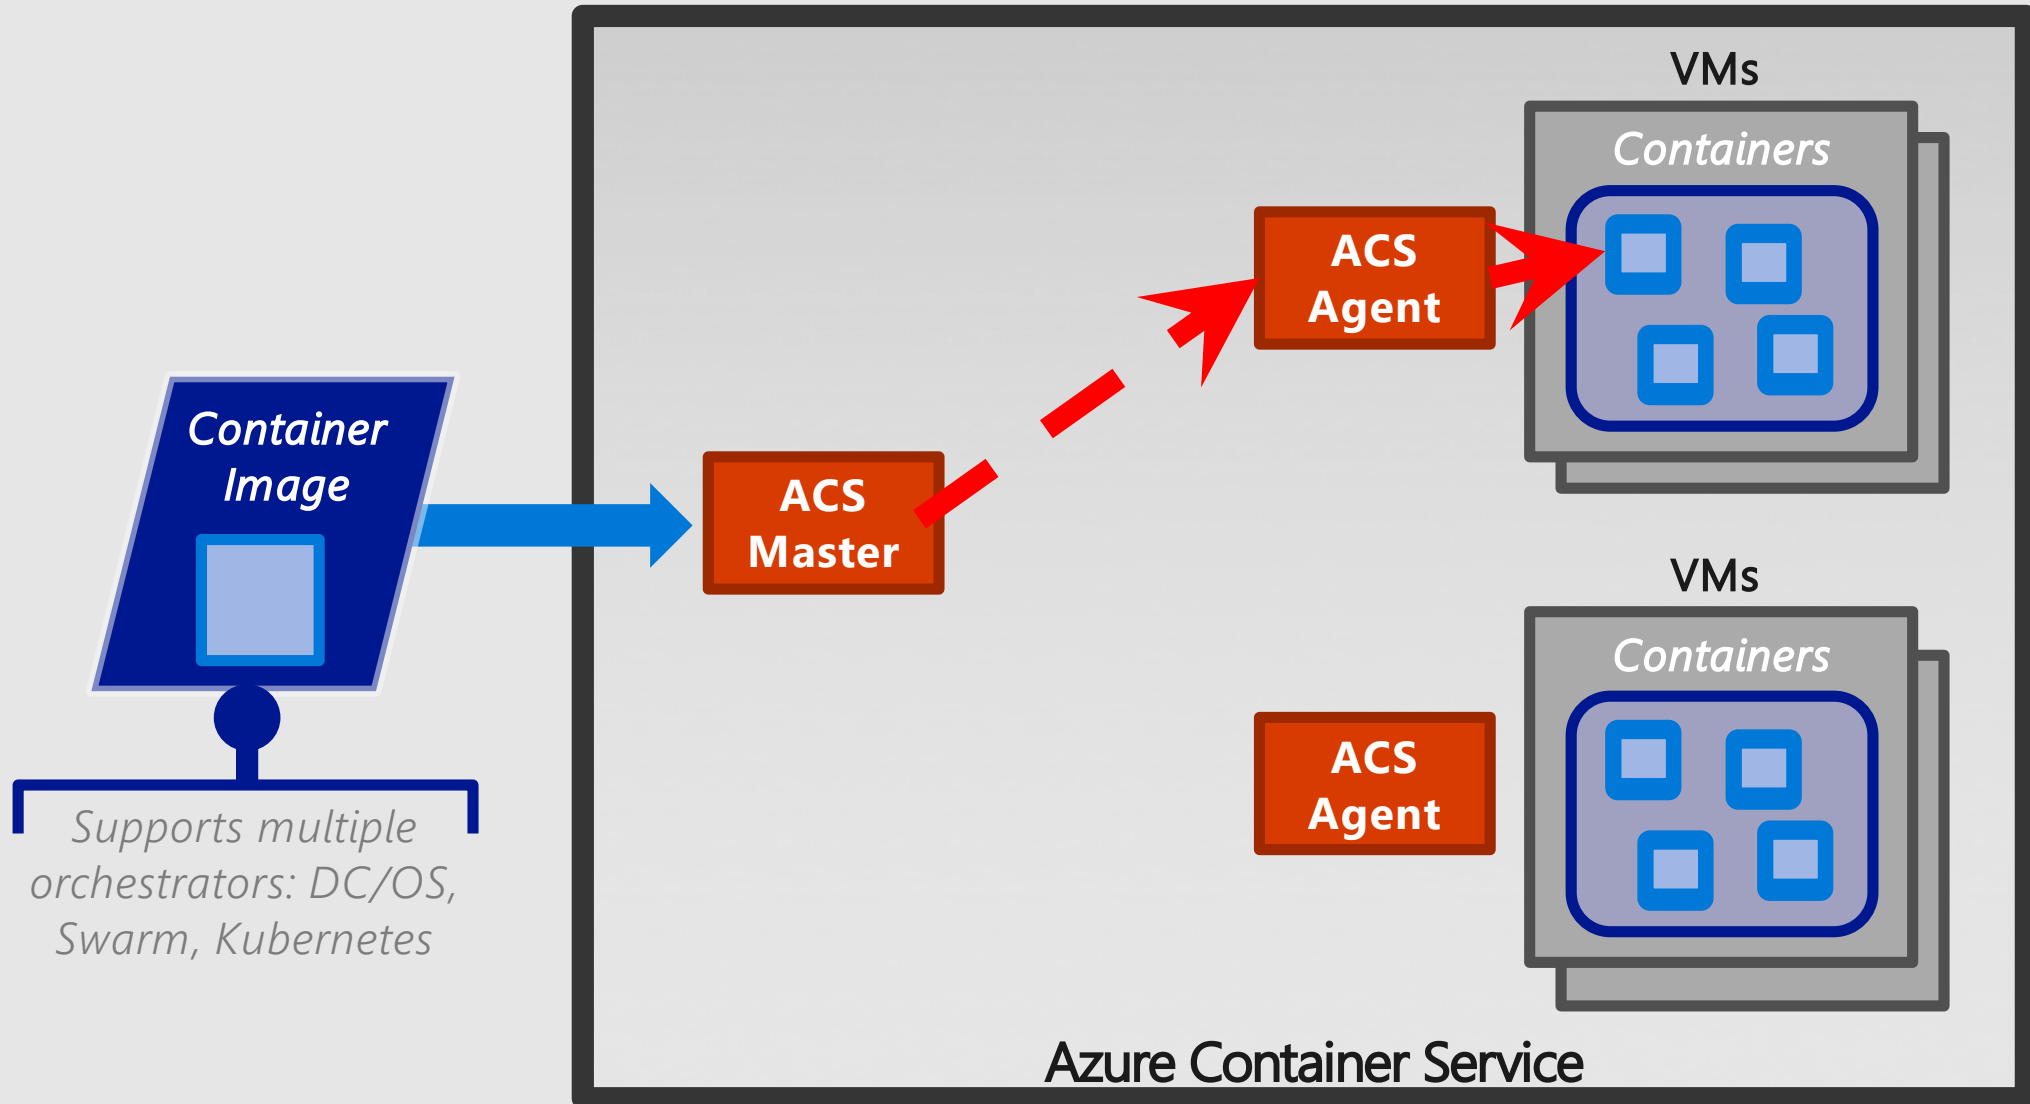 Container
Image
Supports multiple
orchestrators: DC/OS,
Swarm, Kubernetes
ACS
Master
ACS
Agent
VMs
Containers
ACS
Agent
VMs
Containers
Azure Container Service